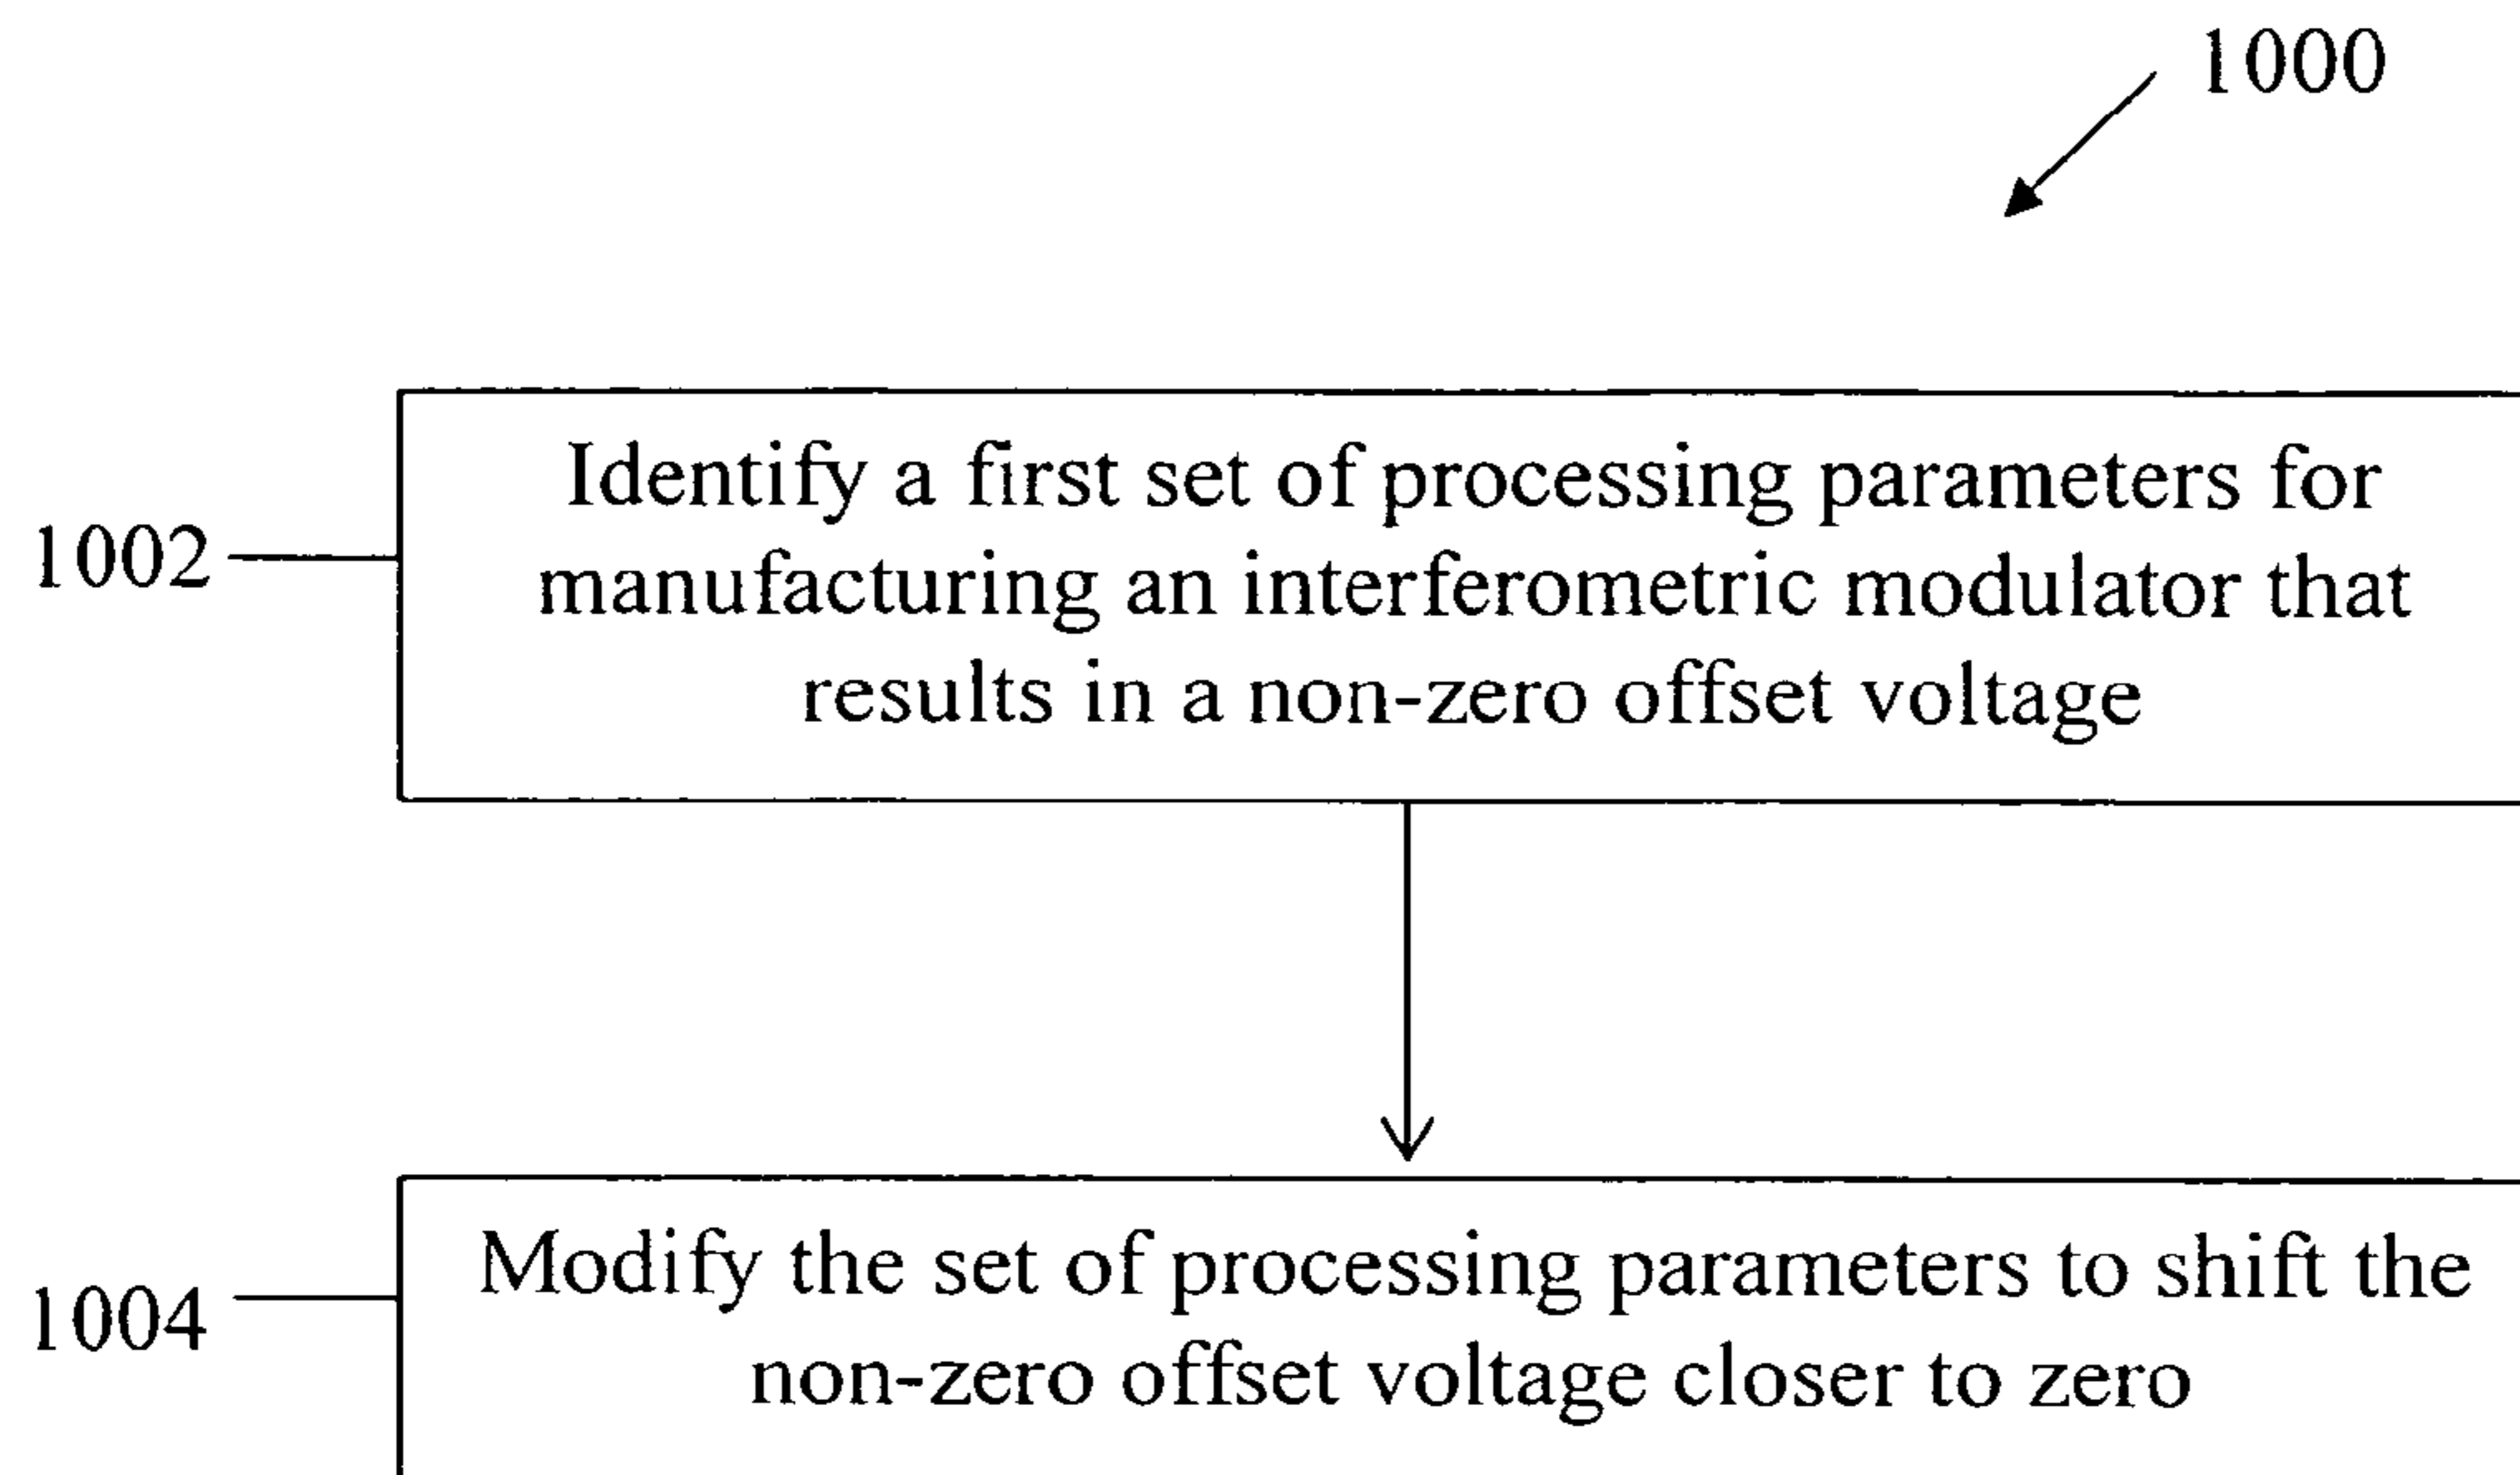 1000
1002
Identify a first set of processing parameters for
manufacturing an interferometric modulator that
results in a non-zero offset voltage
1004
Modify the set of processing parameters to shift the
non-zero offset voltage closer to zero